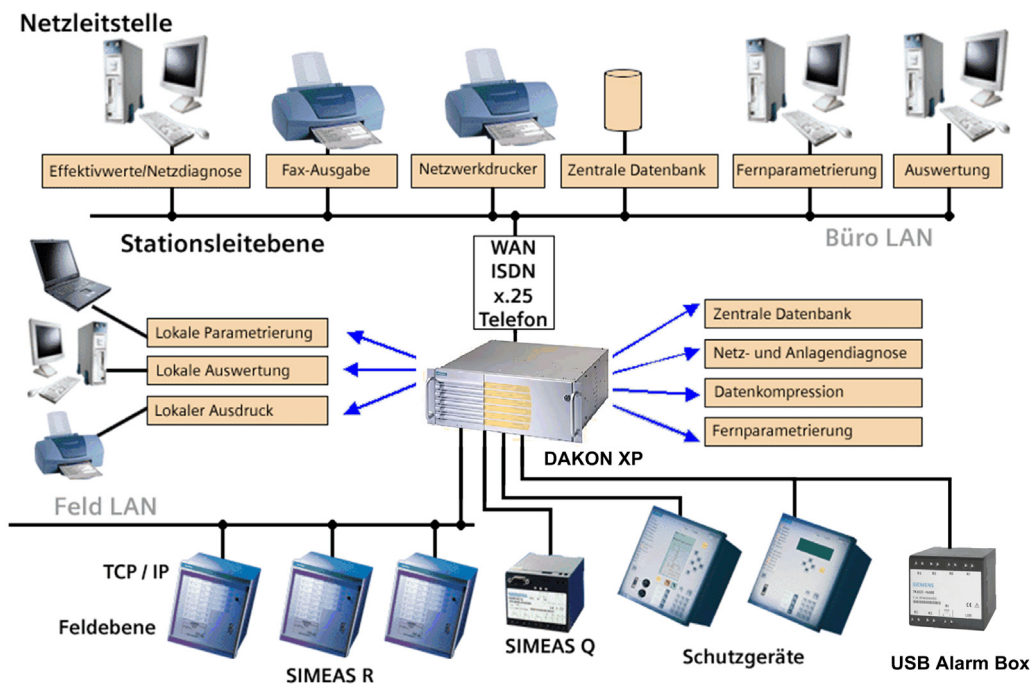 Netzleitstelle
Effektivwerte/Netzdiagnose
Fax-Ausgabe
Netzwerkdrucker
Zentrale Datenbank
Fernparametrierung
Auswertung
Stationsleitebene
Büro LAN
WAN
ISDN
x.25
Telefon
Lokale Parametrierung
Lokale Auswertung
Lokaler Ausdruck
Zentrale Datenbank
Netz- und Anlagendiagnose
Datenkompression
Fernparametrierung
DAKON XP
Feld LAN
TCP / IP
Feldebene
SIMEAS R
SIMEAS Q
Schutzgeräte
SIEMENS
USB Alarm Box